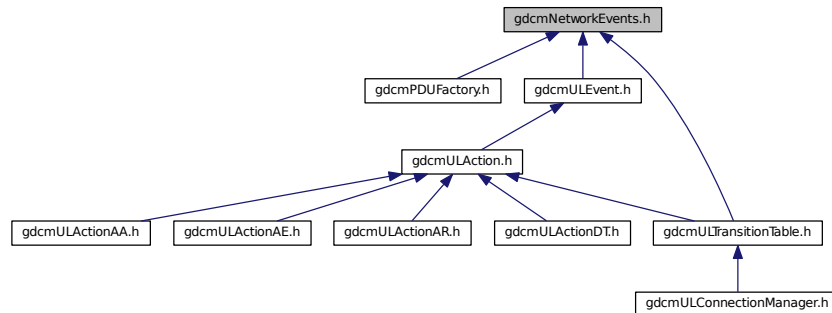 gdcmNetworkEvents.h
gdcmPDUFactory.h
gdcmULEvent.h
gdcmULAction.h
gdcmULActionAA.h
gdcmULActionAE.h
gdcmULActionAR.h
gdcmULActionDT.h
gdcmULTransitionTable.h
gdcmULConnectionManager.h